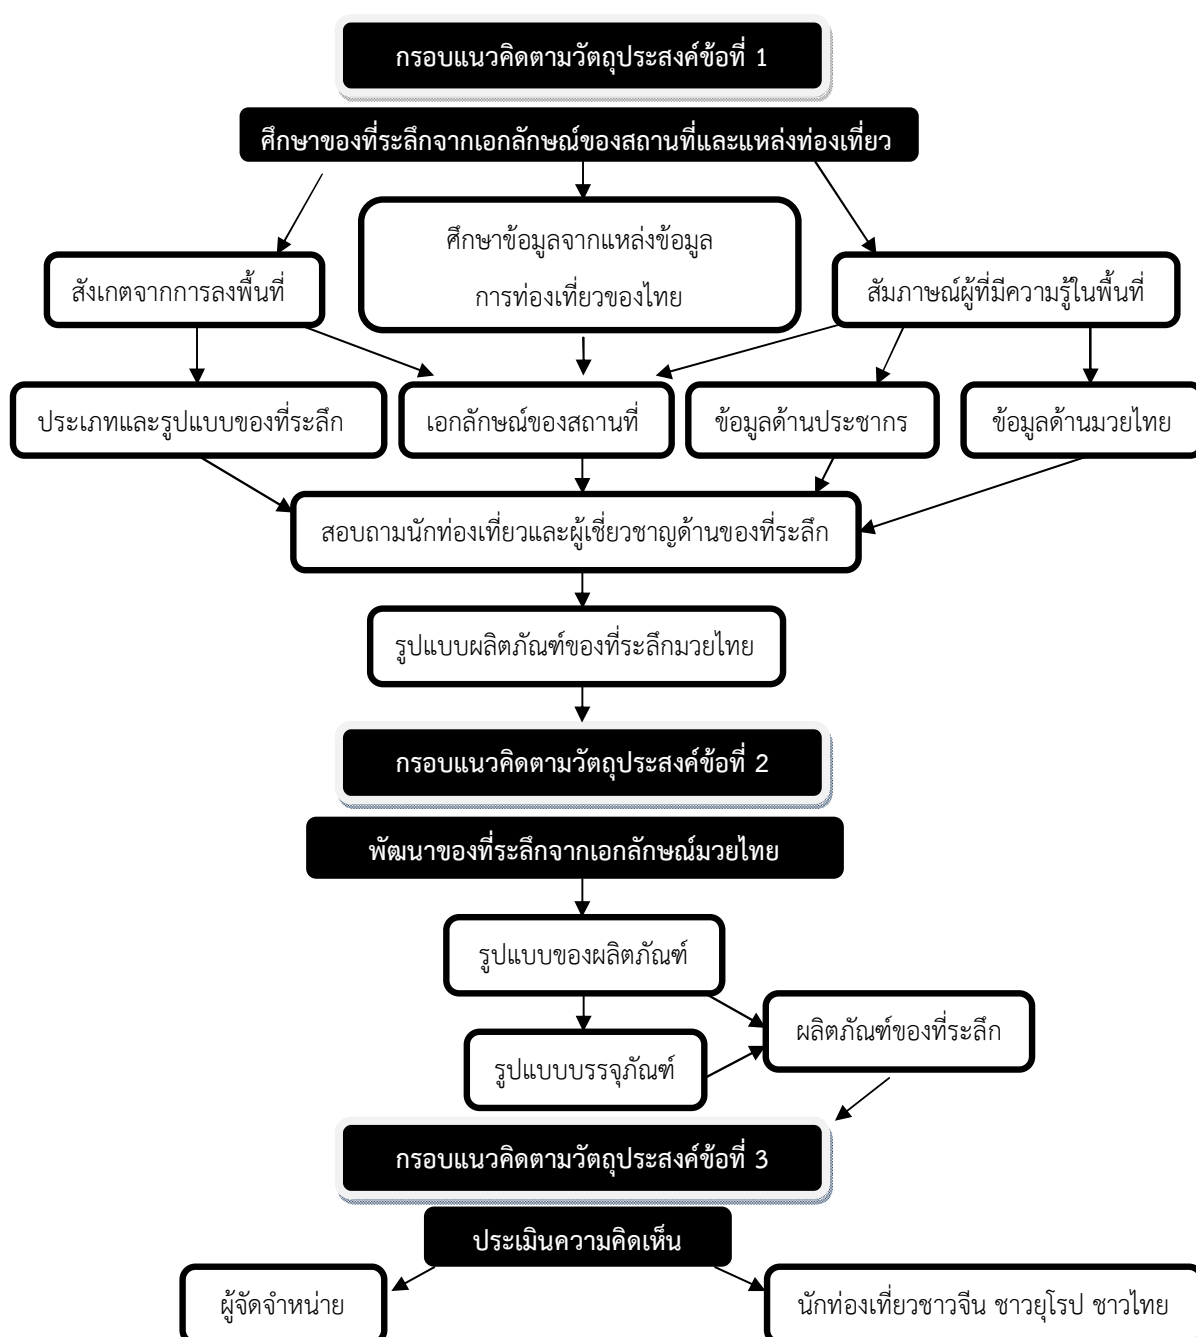 กรอบแนวคิดตามวัตถุประสงค์ข้อที่ 1
ศึกษาของที่ระลึกจากเอกลักษณ์ของสถานที่และแหล่งท่องเที่ยว
ศึกษาข้อมูลจากแหล่งข้อมูล
การท่องเที่ยวของไทย
สังเกตจากการลงพื้นที่
สัมภาษณ์ผู้ที่มีความรู้ในพื้นที่
ประเภทและรูปแบบของที่ระลึก
เอกลักษณ์ของสถานที่
ข้อมูลด้านประชากร
ข้อมูลด้านมวยไทย
สอบถามนักท่องเที่ยวและผู้เชี่ยวชาญด้านของที่ระลึก
รูปแบบผลิตภัณฑ์ของที่ระลึกมวยไทย
กรอบแนวคิดตามวัตถุประสงค์ข้อที่ 2
พัฒนาของที่ระลึกจากเอกลักษณ์มวยไทย
รูปแบบของผลิตภัณฑ์
ผลิตภัณฑ์ของที่ระลึก
รูปแบบบรรจุภัณฑ์
กรอบแนวคิดตามวัตถุประสงค์ข้อที่ 3
ประเมินความคิดเห็น
ผู้จัดจำหน่าย
นักท่องเที่ยวชาวจีน ชาวยุโรป ชาวไทย